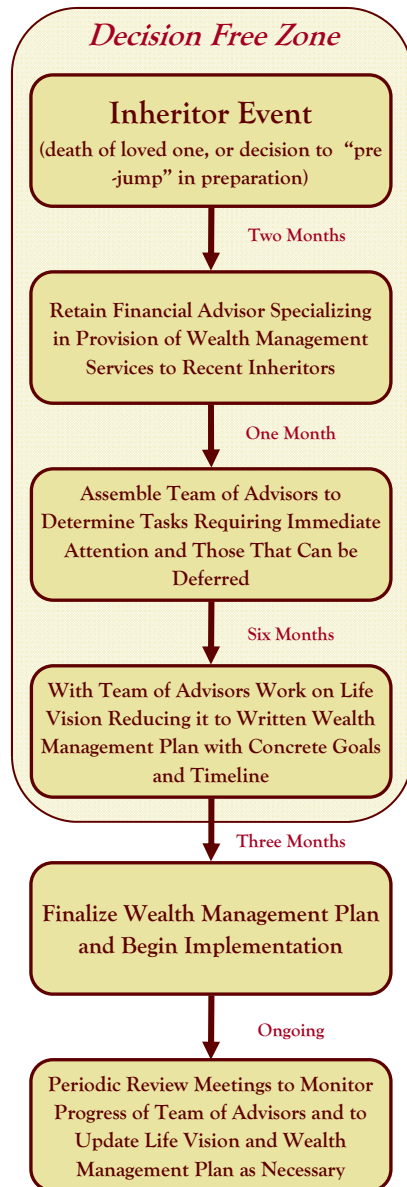 Decision Free Zone
Inheritor Event
(death of loved one, or decision to “pre
-jump” in preparation)
Two Months
Retain Financial Advisor Specializing
in Provision of Wealth Management
Services to Recent Inheritors
One Month
Assemble Team of Advisors to
Determine Tasks Requiring Immediate
Attention and Those That Can be
Deferred
Six Months
With Team of Advisors Work on Life
Vision Reducing it to Written Wealth
Management Plan with Concrete Goals
and Timeline
Three Months
Finalize Wealth Management Plan
and Begin Implementation
Ongoing
Periodic Review Meetings to Monitor
Progress of Team of Advisors and to
Update Life Vision and Wealth
Management Plan as Necessary